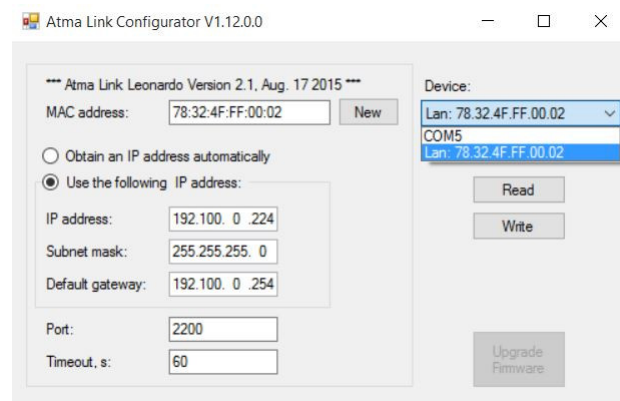 Atma Link Configurator V1.12.0.0
*** Atma Link Leonardo Version 2.1, Aug. 17 2015 ***
MAC address: 78:32:4F:FF:00:02 New
Obtain an IP address automatically
Use the following IP address:
IP address: 192.100. 0 .224
Subnet mask: 255.255.255. 0
Default gateway: 192.100. 0 .254
Port: 2200
Timeout, s: 60
Device:
Lan: 78.32.4F.FF.00.02
COM5
Lan: 78.32.4F.FF.00.02
Read
Write
Upgrade
Firmware